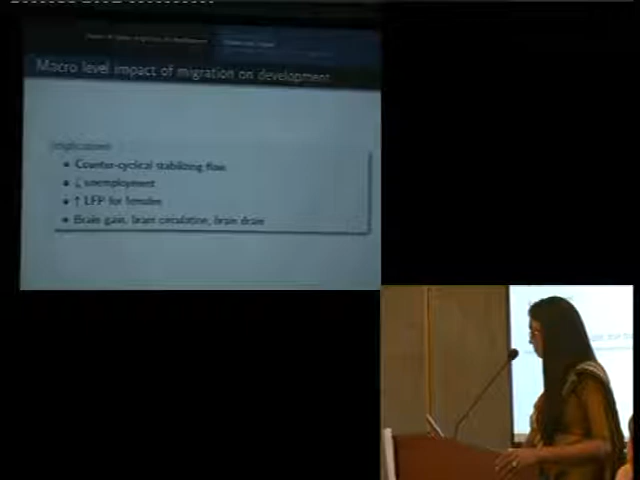 Macro level impact of migration on development
Implications
Counter-cyclical stabilizing flow
↓ unemployment
↑ LFP for females
Brain gain, brain circulation, brain drain